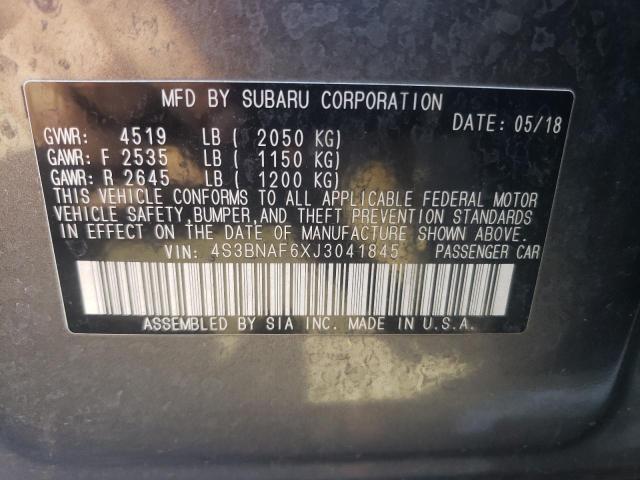 MFD BY SUBARU CORPORATION
DATE: 05/18
GVWR: 4519 LB ( 2050 KG)
GAWR: F 2535 LB ( 1150 KG)
GAWR: R 2645 LB ( 1200 KG)
THIS VEHICLE CONFORMS TO ALL APPLICABLE FEDERAL MOTOR
VEHICLE SAFETY,BUMPER,AND THEFT PREVENTION STANDARDS
IN EFFECT ON THE DATE OF MANUFACTURE SHOWN ABOVE.
VIN: 4S3BNAF6XJ3041845 PASSENGER CAR
ASSEMBLED BY SIA INC. MADE IN U.S.A.